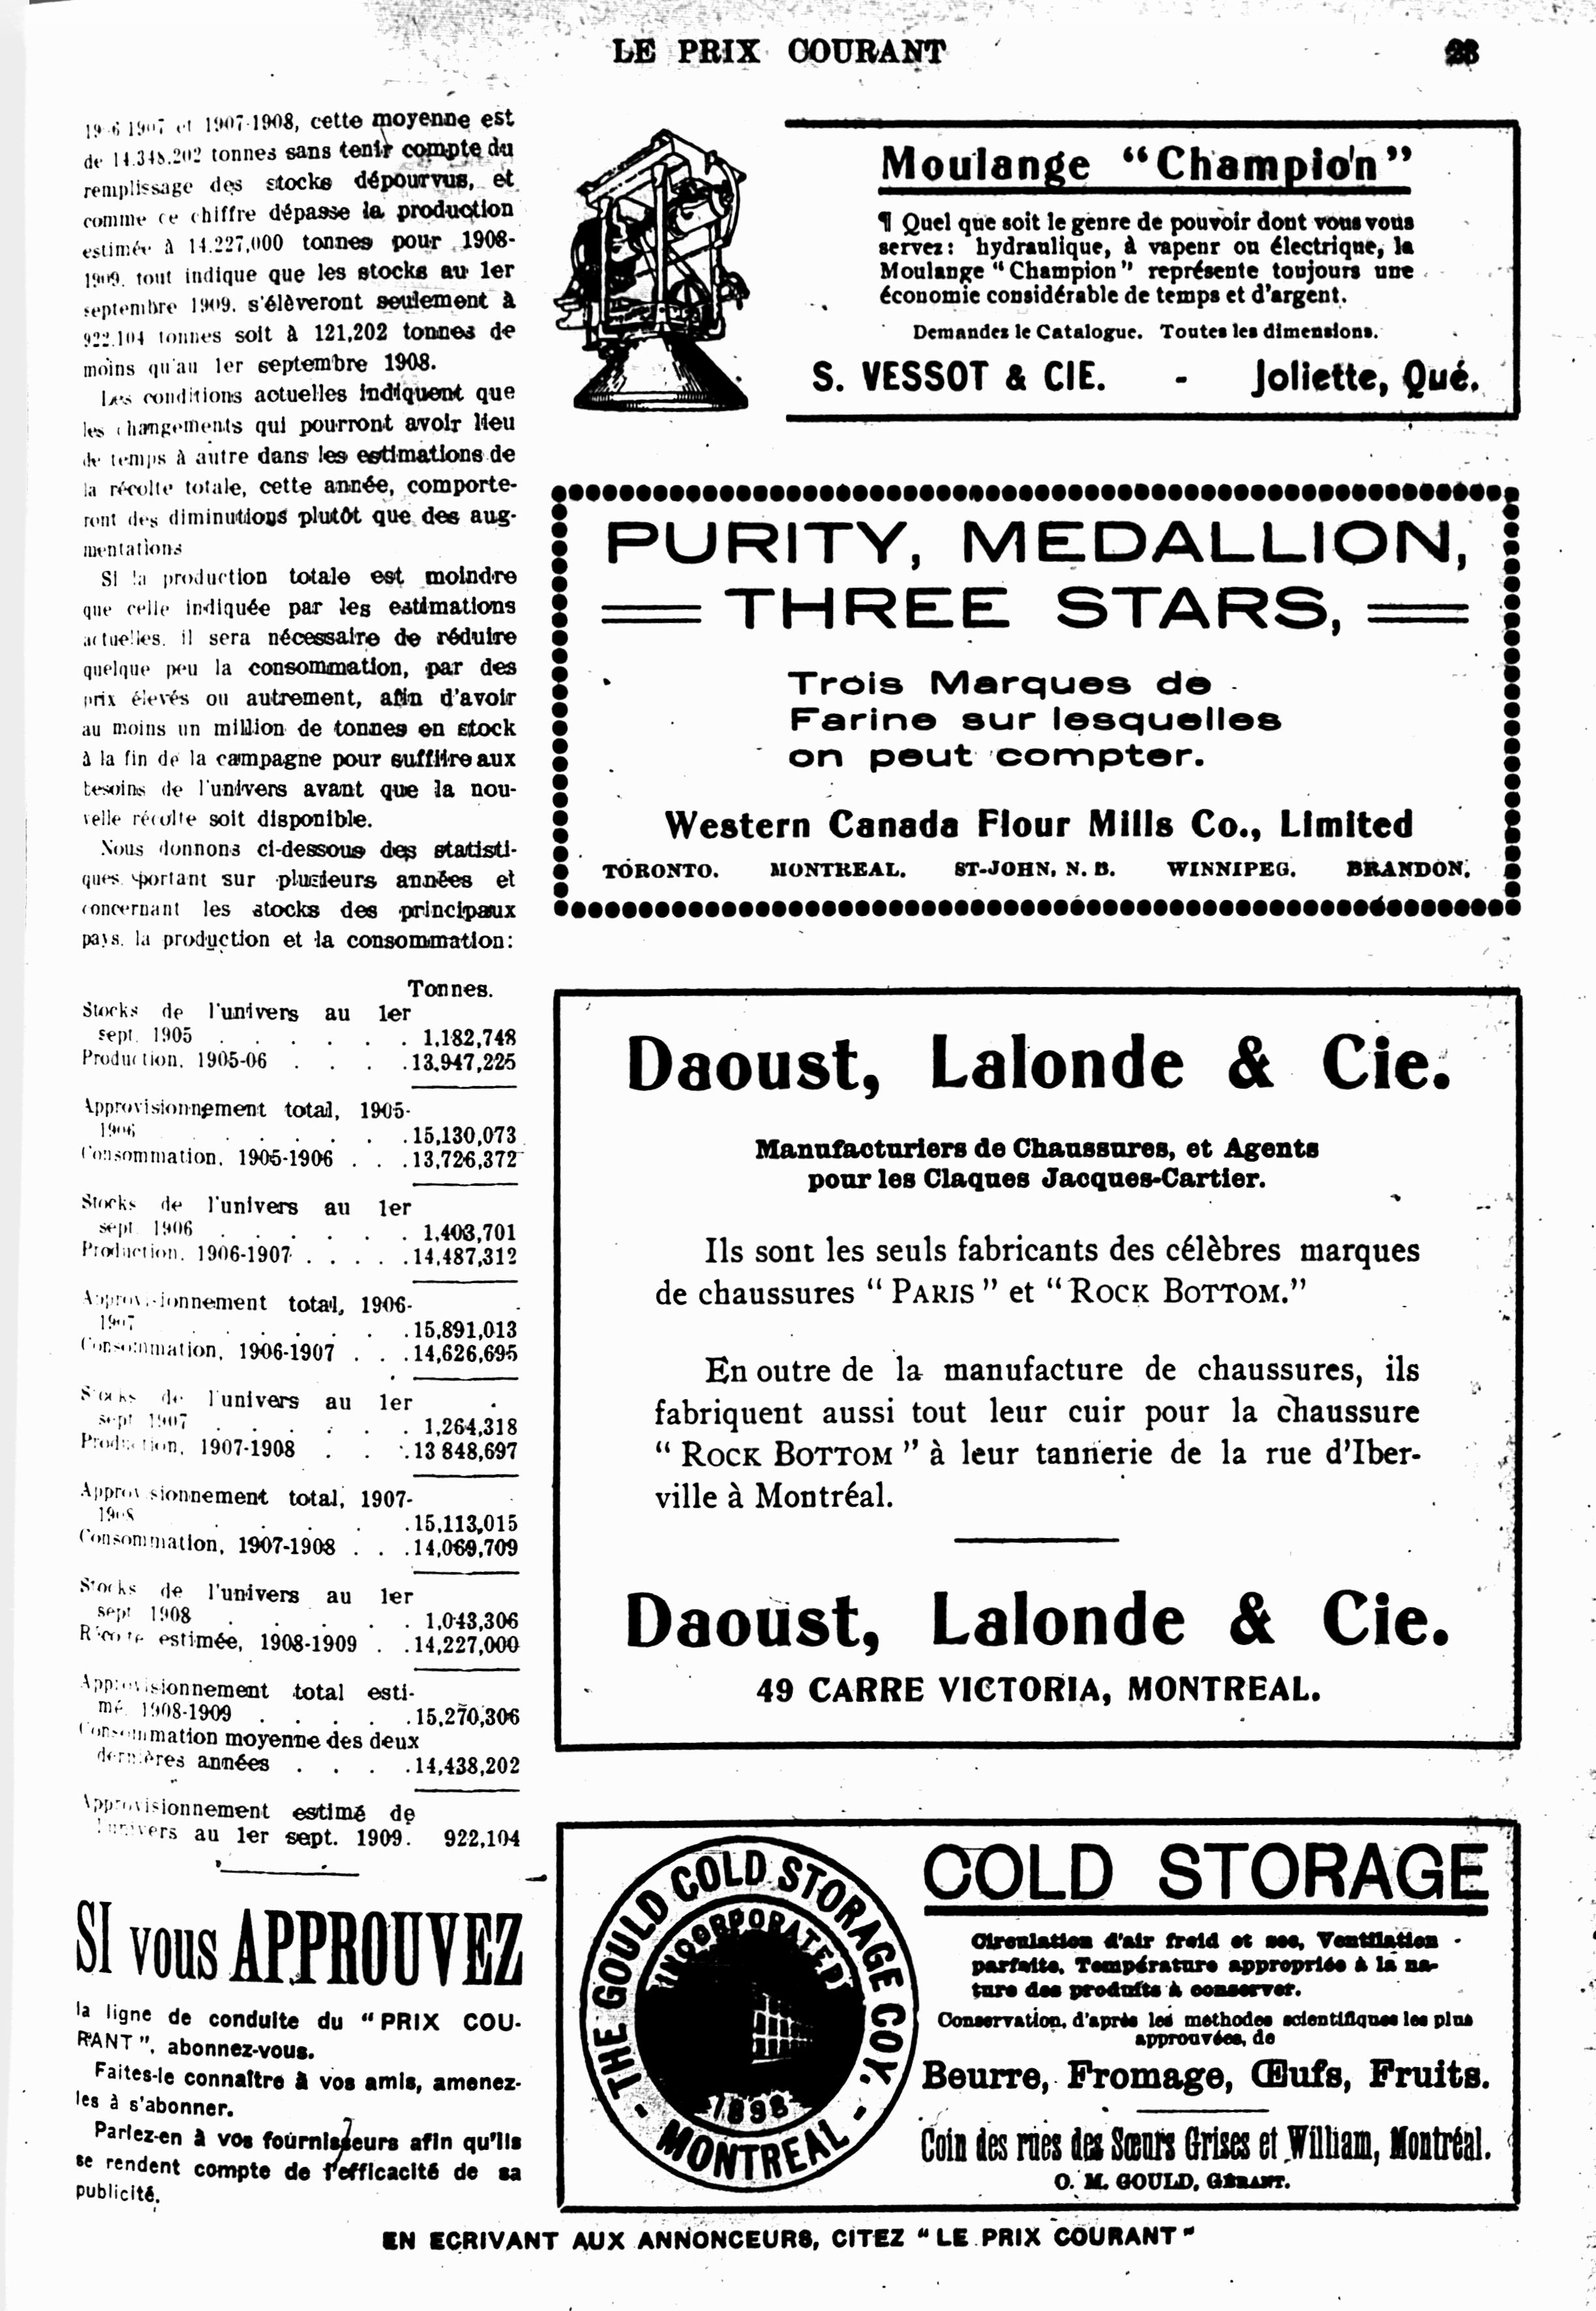 LE PRIX COURANT
1907 et 1907-1908, cette moyenne est
de 14.348.202 tonnes sans tenir compte du
remplissage des stocks dépourvus, et
comme ce chiffre dépasse la production
estimée à 14.227,000 tonnes pour 1908-
1909, tout indique que les stocks au 1er
septembre 1909, s'élèveront seulement à
922,104 tonnes soit à 121,202 tonnes de
moins qu'au 1er septembre 1908.
Les conditions actuelles indiquent que
les changements qui pourront avoir lieu
de temps à autre dans les estimations de
la récolte totale, cette année, comporte-
ront des diminutions plutôt que des aug-
mentations
Si la production totale est moindre
que celle indiquée par les estimations
actuelles, il sera nécessaire de réduire
quelque peu la consommation, par des
prix élevés ou autrement, afin d'avoir
au moins un million de tonnes en stock
à la fin de la campagne pour suffire aux
besoins de l'univers avant que la nou-
velle récolte soit disponible.
Nous donnons ci-dessous des statisti-
ques portant sur plusieurs années et
concernant les stocks des principaux
pays, la production et la consommation:
Tonnes.
Stocks de l'univers au 1er
sept. 1905 . . . . . . 1,182,748
Production, 1905-06 . . . . 13,947,225
Approvisionnement total, 1905-
1906 . . . . . . 15,130,073
Consommation, 1905-1906 . . . 13,726,372
Stocks de l'univers au 1er
sept. 1906 . . . . . . 1,403,701
Production, 1906-1907 . . . . . 14,487,312
Approvisionnement total, 1906-
1907 . . . . . . 15,891,013
Consommation, 1906-1907 . . . 14,626,695
Stocks de l'univers au 1er
sept 1907 . . . . . . 1,264,318
Production, 1907-1908 . . . . 13 848,697
Approvisionnement total, 1907-
1908 . . . . . . 15,113,015
Consommation, 1907-1908 . . . 14,069,709
Stocks de l'univers au 1er
sept 1908 . . . . . . 1,043,306
Récolte estimée, 1908-1909 . . 14,227,000
Approvisionnement total esti-
mé, 1908-1909 . . . . . 15,270,306
Consommation moyenne des deux
dernières années . . . . 14,438,202
Approvisionnement estimé de
l'univers au 1er sept. 1909. 922,104
SI vous APPROUVEZ
la ligne de conduite du "PRIX COU-
RANT", abonnez-vous.
Faites-le connaître à vos amis, amenez-
les à s'abonner.
Parlez-en à vos fournisseurs afin qu'ils
se rendent compte de l'efficacité de sa
publicité.
Moulange "Champion"
¶ Quel que soit le genre de pouvoir dont vous vous
servez: hydraulique, à vapeur ou électrique, la
Moulange "Champion" représente toujours une
économie considérable de temps et d'argent.
Demandez le Catalogue. Toutes les dimensions.
S. VESSOT & CIE. - Joliette, Qué.
PURITY, MEDALLION,
THREE STARS,
Trois Marques de
Farine sur lesquelles
on peut compter.
Western Canada Flour Mills Co., Limited
TORONTO. MONTREAL. ST-JOHN, N. B. WINNIPEG. BRANDON.
Daoust, Lalonde & Cie.
Manufacturiers de Chaussures, et Agents
pour les Claques Jacques-Cartier.
Ils sont les seuls fabricants des célèbres marques
de chaussures "PARIS" et "ROCK BOTTOM."
En outre de la manufacture de chaussures, ils
fabriquent aussi tout leur cuir pour la chaussure
"ROCK BOTTOM" à leur tannerie de la rue d'Iber-
ville à Montréal.
Daoust, Lalonde & Cie.
49 CARRE VICTORIA, MONTREAL.
THE GOULD COLD STORAGE COY.
INCORPORATED
1898
MONTREAL
COLD STORAGE
Circulation d'air froid et sec, Ventilation
parfaite, Température appropriée à la na-
ture des produits à conserver.
Conservation, d'après les méthodes scientifiques les plus
approuvées, de
Beurre, Fromage, Œufs, Fruits.
Coin des rues des Sœurs Grises et William, Montréal.
O. M. GOULD, GÉRANT.
EN ECRIVANT AUX ANNONCEURS, CITEZ "LE PRIX COURANT"